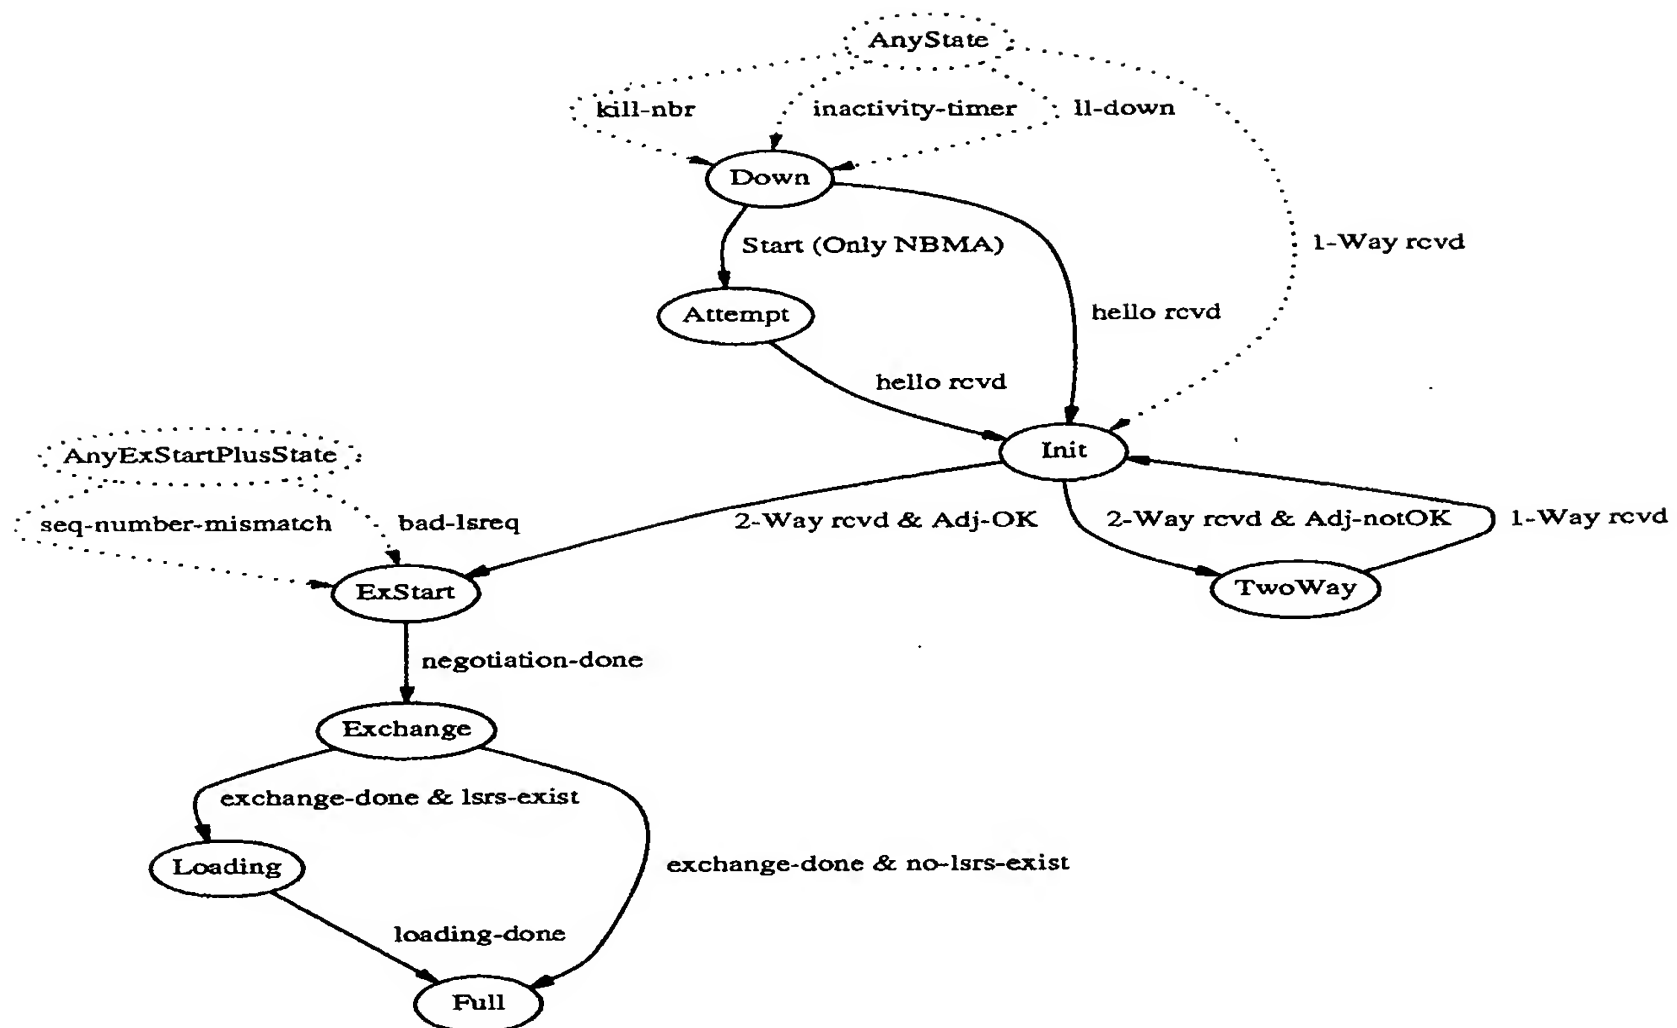 AnyState
kill-nbr
inactivity-timer
ll-down
Down
Start (Only NBMA)
1-Way rcvd
Attempt
hello rcvd
hello rcvd
Init
AnyExStartPlusState
seq-number-mismatch
bad-lsreq
2-Way rcvd & Adj-OK
2-Way rcvd & Adj-notOK
1-Way rcvd
ExStart
TwoWay
negotiation-done
Exchange
exchange-done & lsrs-exist
Loading
exchange-done & no-lsrs-exist
loading-done
Full